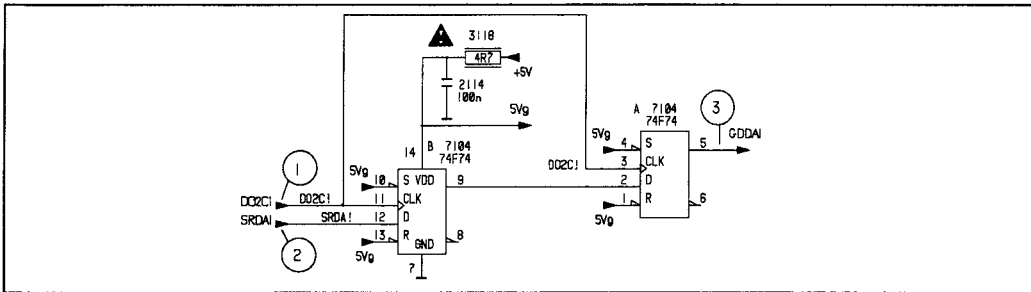 3118
4R7
+5V
2114
100n
5Vg
14
B 7104
74F74
5Vg
10 S VDD 9
DO2C!
1
DO2C!
11 CLK
SRDA!
SRDA!
12 D
2
5Vg
13 R GND 8
7
A 7104
74F74
3
5Vg
4 S 5
DO2C!
3 CLK
2 D
5Vg
1 R 6